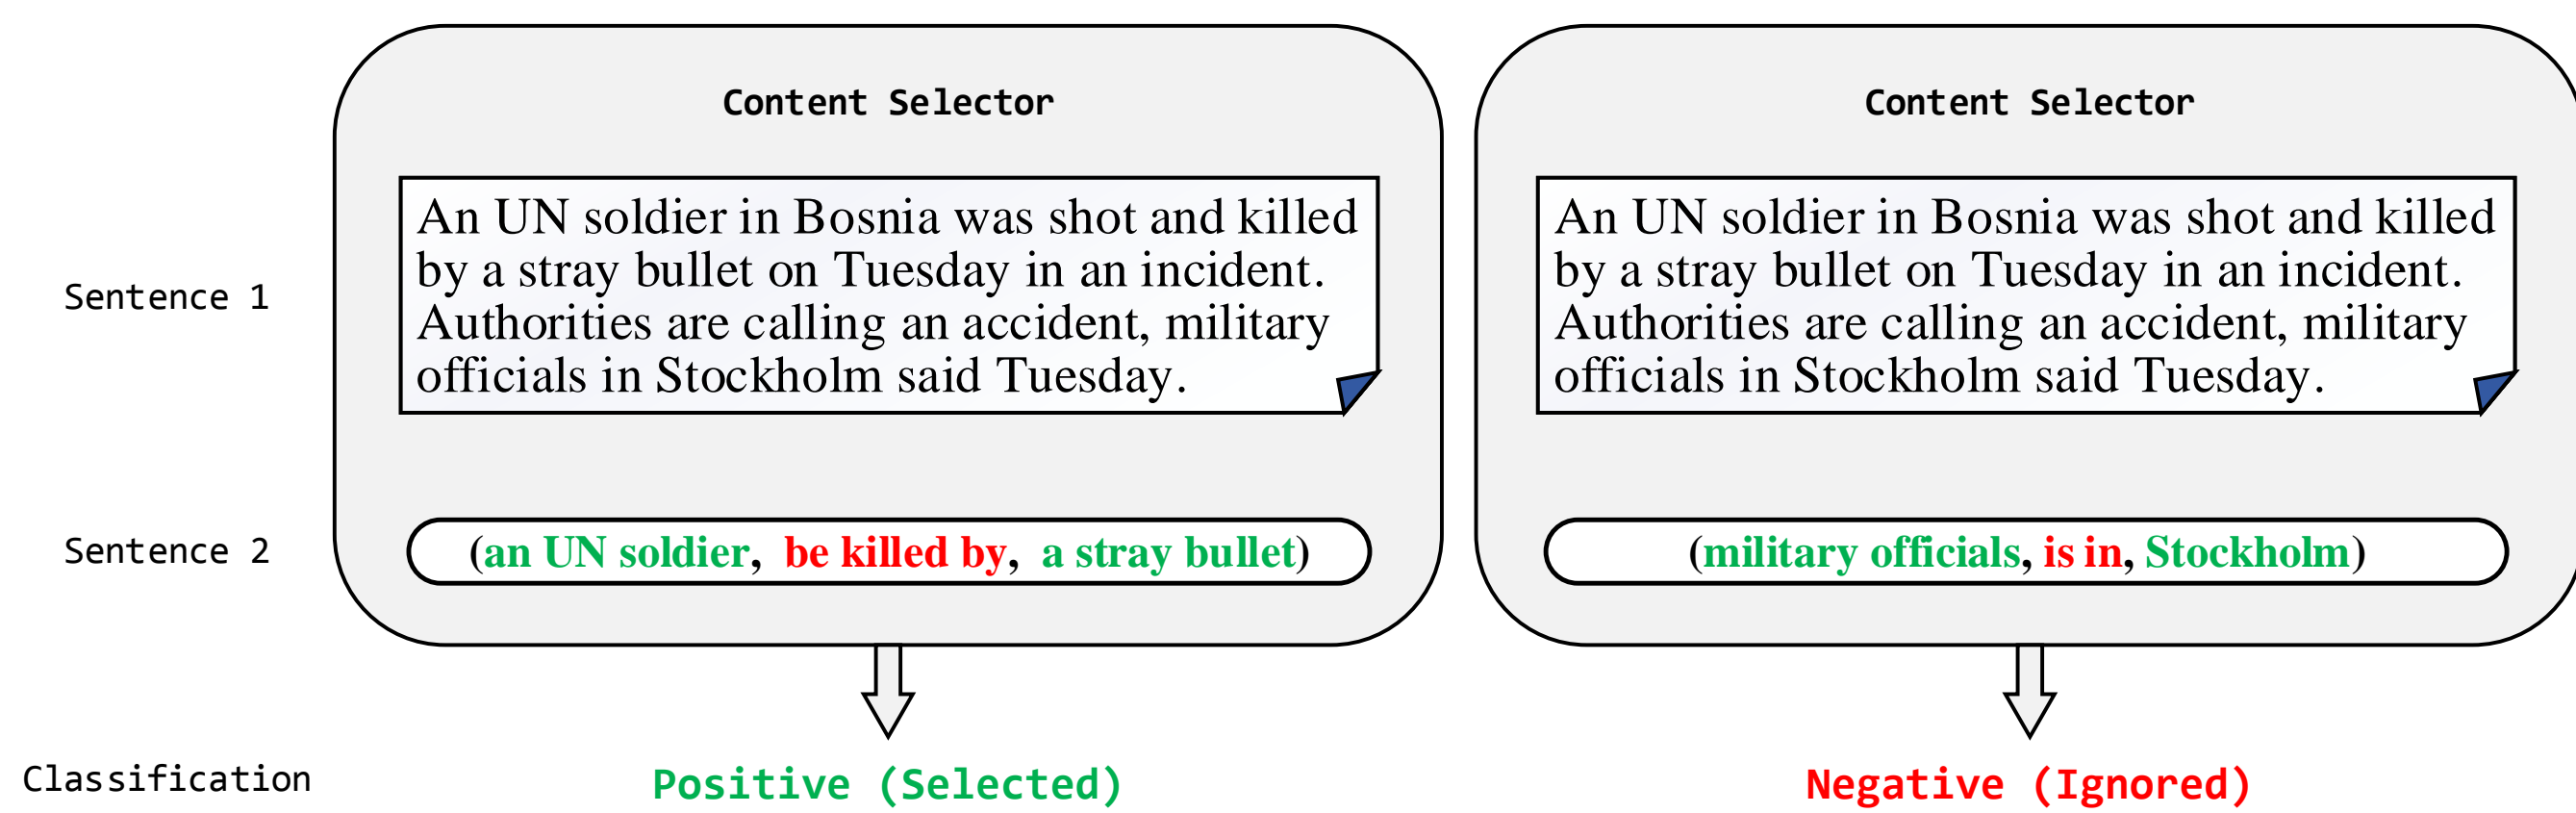 Content Selector
Content Selector
Sentence 1
An UN soldier in Bosnia was shot and killed
by a stray bullet on Tuesday in an incident.
Authorities are calling an accident, military
officials in Stockholm said Tuesday.
An UN soldier in Bosnia was shot and killed
by a stray bullet on Tuesday in an incident.
Authorities are calling an accident, military
officials in Stockholm said Tuesday.
Sentence 2
(an UN soldier, be killed by, a stray bullet)
(military officials, is in, Stockholm)
Classification
Positive (Selected)
Negative (Ignored)